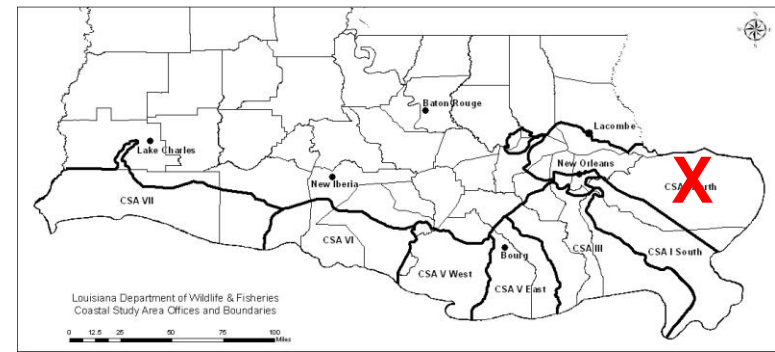 Baton Rouge
Lacombe
Lake Charles
New Orleans
New Iberia
X
CSA VII
CSA VI
CSA V West
Bourg
CSA V East
CSA III
CSA I South
Louisiana Department of Wildlife & Fisheries
Coastal Study Area Offices and Boundaries
0 12.5 25 50 75 100
Miles